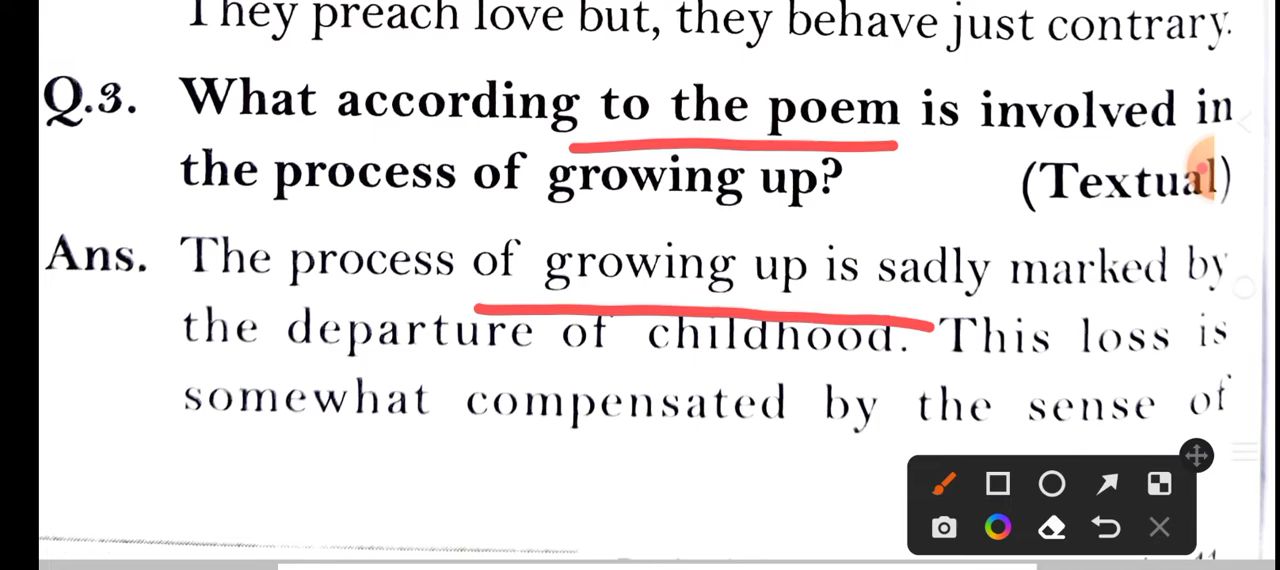 They preach love but, they behave just contrary.
Q.3. What according to the poem is involved in
the process of growing up? (Textual)
Ans. The process of growing up is sadly marked by
the departure of childhood. This loss is
somewhat compensated by the sense of